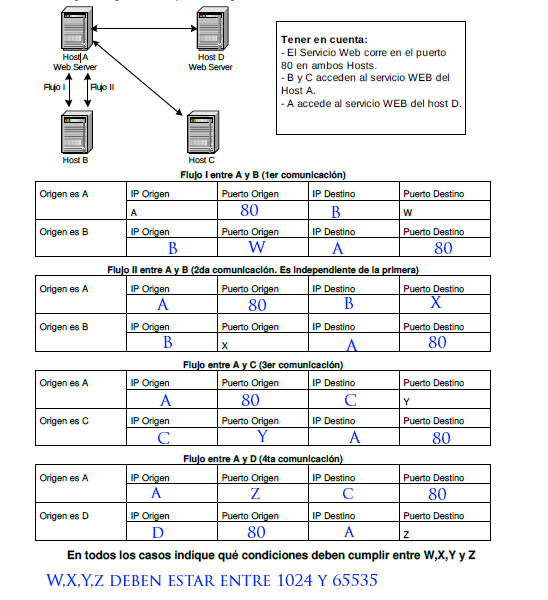 Host A
Web Server
Host D
Web Server
Flujo I
Flujo II
Host B
Host C
Tener en cuenta:
- El Servicio Web corre en el puerto
80 en ambos Hosts.
- B y C acceden al servicio WEB del
Host A.
- A accede al servicio WEB del host D.
Flujo I entre A y B (1er comunicación)
Origen es A IP Origen Puerto Origen IP Destino Puerto Destino
A 80 B W
Origen es B IP Origen Puerto Origen IP Destino Puerto Destino
B W A 80
Flujo II entre A y B (2da comunicación. Es independiente de la primera)
Origen es A IP Origen Puerto Origen IP Destino Puerto Destino
A 80 B X
Origen es B IP Origen Puerto Origen IP Destino Puerto Destino
B X A 80
Flujo entre A y C (3er comunicación)
Origen es A IP Origen Puerto Origen IP Destino Puerto Destino
A 80 C Y
Origen es C IP Origen Puerto Origen IP Destino Puerto Destino
C Y A 80
Flujo entre A y D (4ta comunicación)
Origen es A IP Origen Puerto Origen IP Destino Puerto Destino
A Z C 80
Origen es D IP Origen Puerto Origen IP Destino Puerto Destino
D 80 A Z
En todos los casos indique qué condiciones deben cumplir entre W,X,Y y Z
W,X,Y,Z DEBEN ESTAR ENTRE 1024 Y 65535